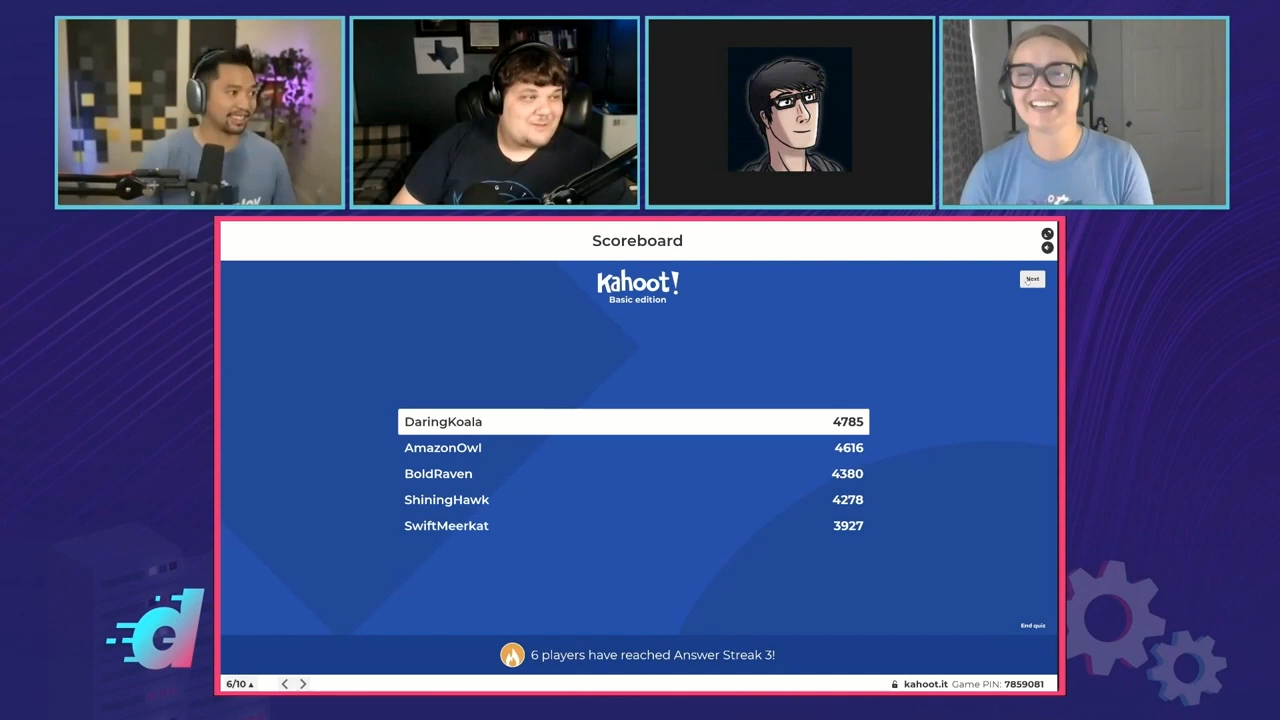 Scoreboard
Kahoot!
Basic edition
Next
DaringKoala 4785
AmazonOwl 4616
BoldRaven 4380
ShiningHawk 4278
SwiftMeerkat 3927
End quiz
6 players have reached Answer Streak 3!
6/10
kahoot.it Game PIN: 7859081